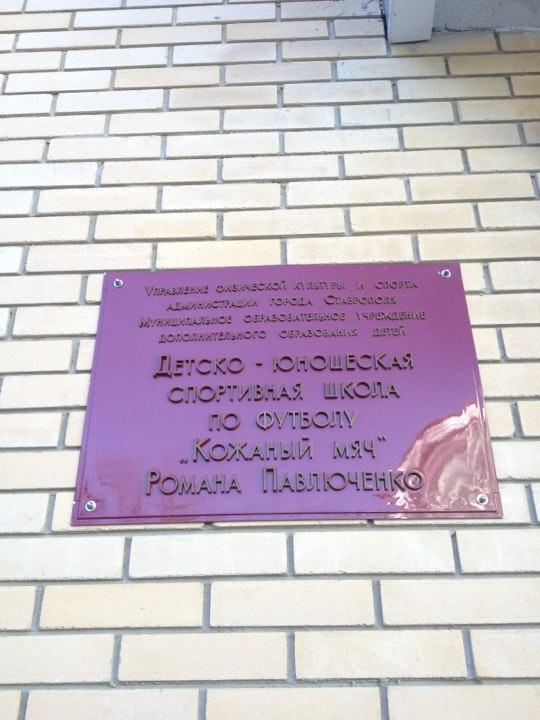 Управление физической культуры и спорта
администрации города Ставрополя
Муниципальное образовательное учреждение
дополнительного образования детей
Детско - юношеская
спортивная школа
по футболу
„Кожаный мяч"
Романа Павлюченко